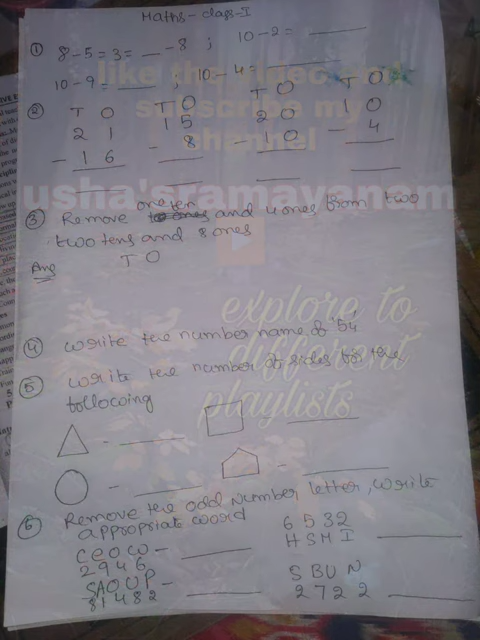 Maths - class - I
① 8-5=3= __ -8 ; 10-2= ____
10-9= ____ ; 10-4= ____
② T O T O T O T O
2 1 1 5 2 0 1 0
- 1 6 - 8 - 1 0 - 4
like the video and
subscribe my
channel
usha'sramayanam
③ Remove one ten and 4 ones from two
two tens and 8 ones
Ans T O
explore to
different
playlists
④ write the number name of '54'
⑤ write the number of sides for the
following
⑥ Remove the odd number letter, write
appropriate word
C e O W - ____ 6 5 3 2
2 9 4 6 H S M I ____
S A O U P - ____ S B U N
8 1 4 8 2 2 7 2 2 ____